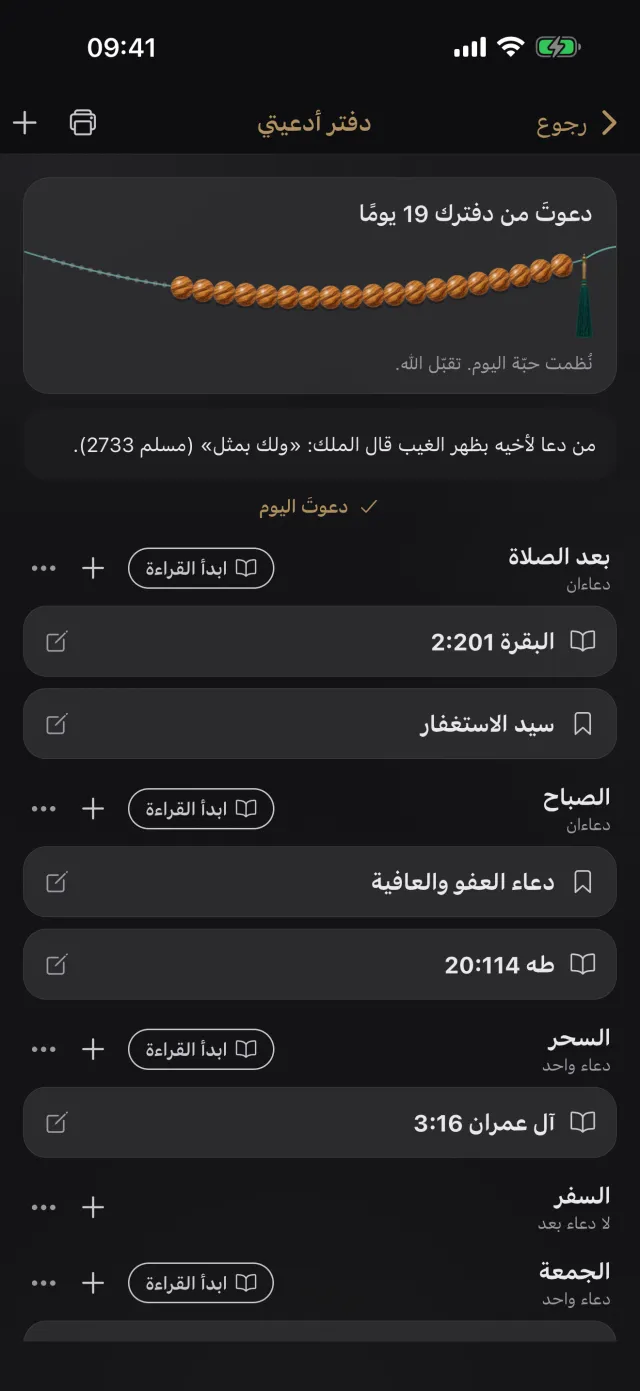 09:41
رجوع
دفتر أدعيتي
دعوتَ من دفترك 19 يومًا
نُظمت حبّة اليوم. تقبّل الله.
من دعا لأخيه بظهر الغيب قال الملك: «ولك بمثل» (مسلم 2733).
دعوتَ اليوم
بعد الصلاة
دعاءان
ابدأ القراءة
البقرة 2:201
سيد الاستغفار
الصباح
دعاءان
ابدأ القراءة
دعاء العفو والعافية
طه 20:114
السحر
دعاء واحد
ابدأ القراءة
آل عمران 3:16
السفر
لا دعاء بعد
الجمعة
دعاء واحد
ابدأ القراءة